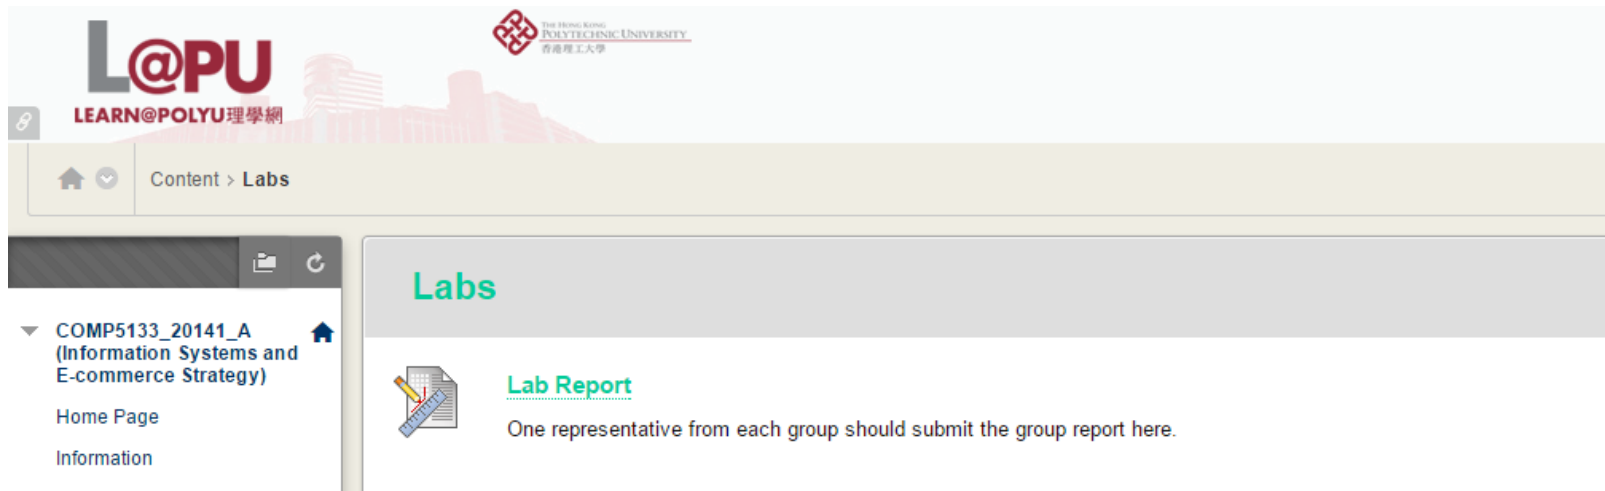 L@PU
LEARN@POLYU理學網
THE HONG KONG
POLYTECHNIC UNIVERSITY
香港理工大學
Content > Labs
COMP5133_20141_A
(Information Systems and
E-commerce Strategy)
Home Page
Information
Labs
Lab Report
One representative from each group should submit the group report here.